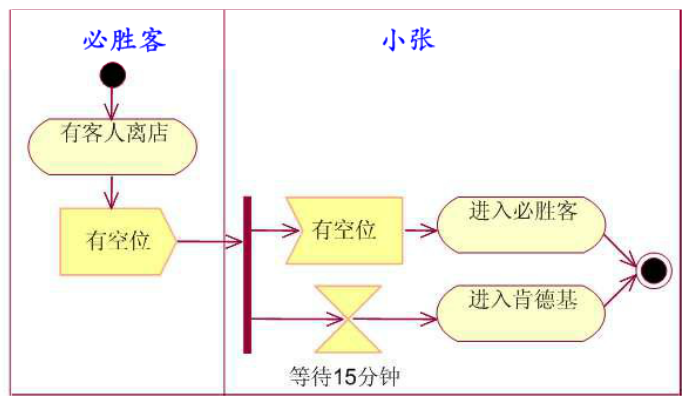 必胜客
小张
有客人离店
有空位
有空位
进入必胜客
进入肯德基
等待15分钟